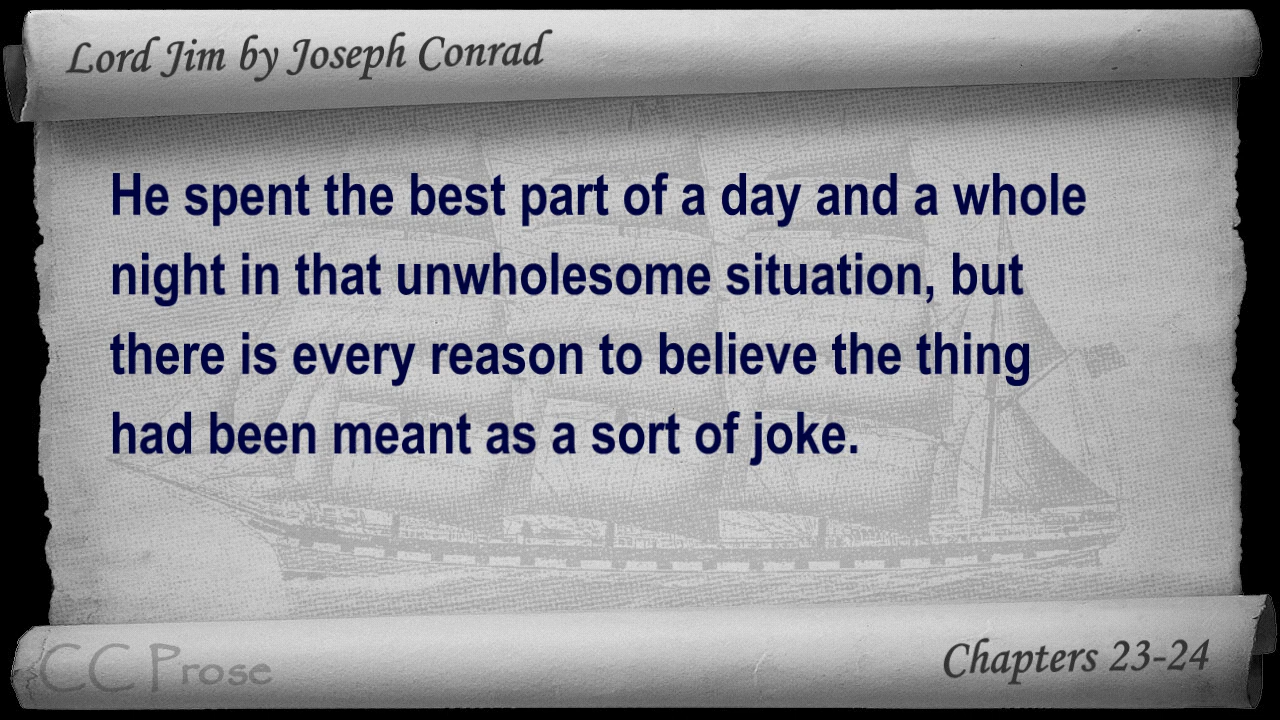 Lord Jim by Joseph Conrad
He spent the best part of a day and a whole
night in that unwholesome situation, but
there is every reason to believe the thing
had been meant as a sort of joke.
CC Prose
Chapters 23-24